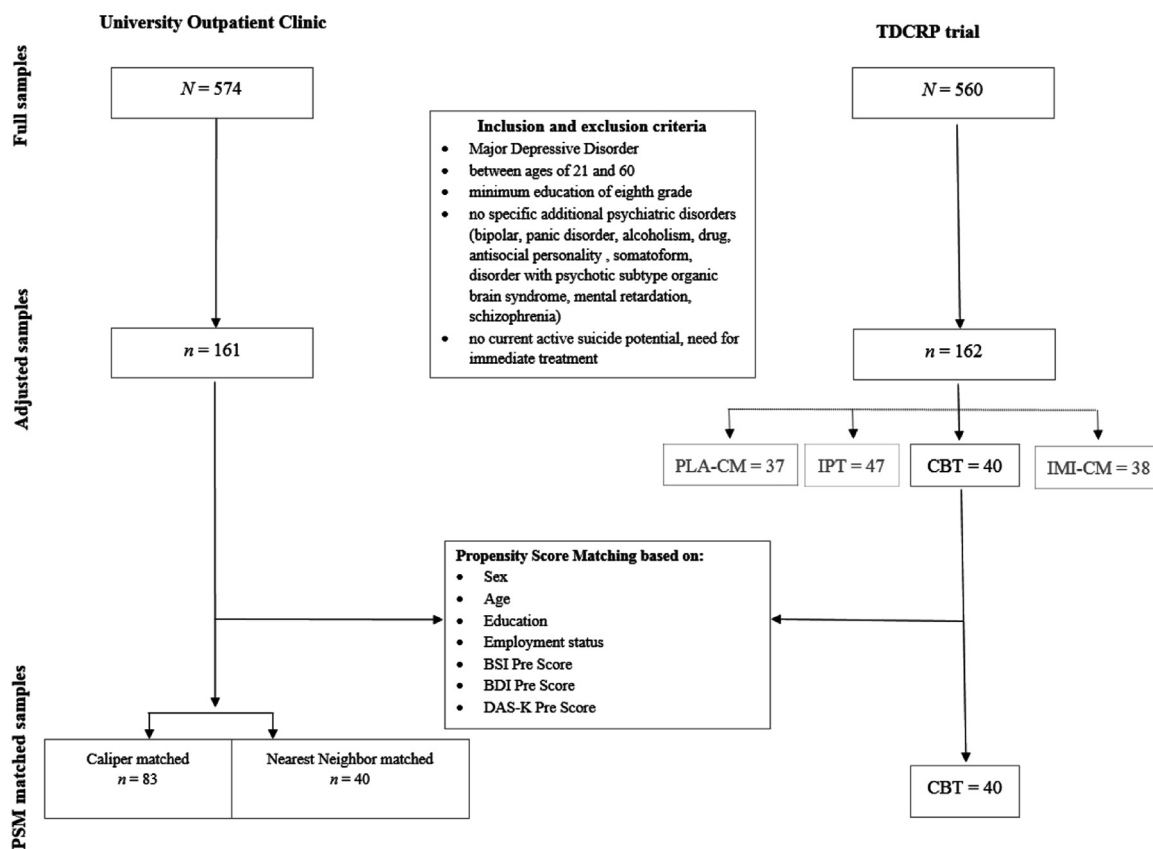 University Outpatient Clinic
TDCRP trial
Full samples
N = 574
N = 560
Inclusion and exclusion criteria
• Major Depressive Disorder
• between ages of 21 and 60
• minimum education of eighth grade
• no specific additional psychiatric disorders
(bipolar, panic disorder, alcoholism, drug,
antisocial personality , somatoform,
disorder with psychotic subtype organic
brain syndrome, mental retardation,
schizophrenia)
• no current active suicide potential, need for
immediate treatment
Adjusted samples
n = 161
n = 162
PLA-CM = 37
IPT = 47
CBT = 40
IMI-CM = 38
Propensity Score Matching based on:
• Sex
• Age
• Education
• Employment status
• BSI Pre Score
• BDI Pre Score
• DAS-K Pre Score
PSM matched samples
Caliper matched
n = 83
Nearest Neighbor matched
n = 40
CBT = 40